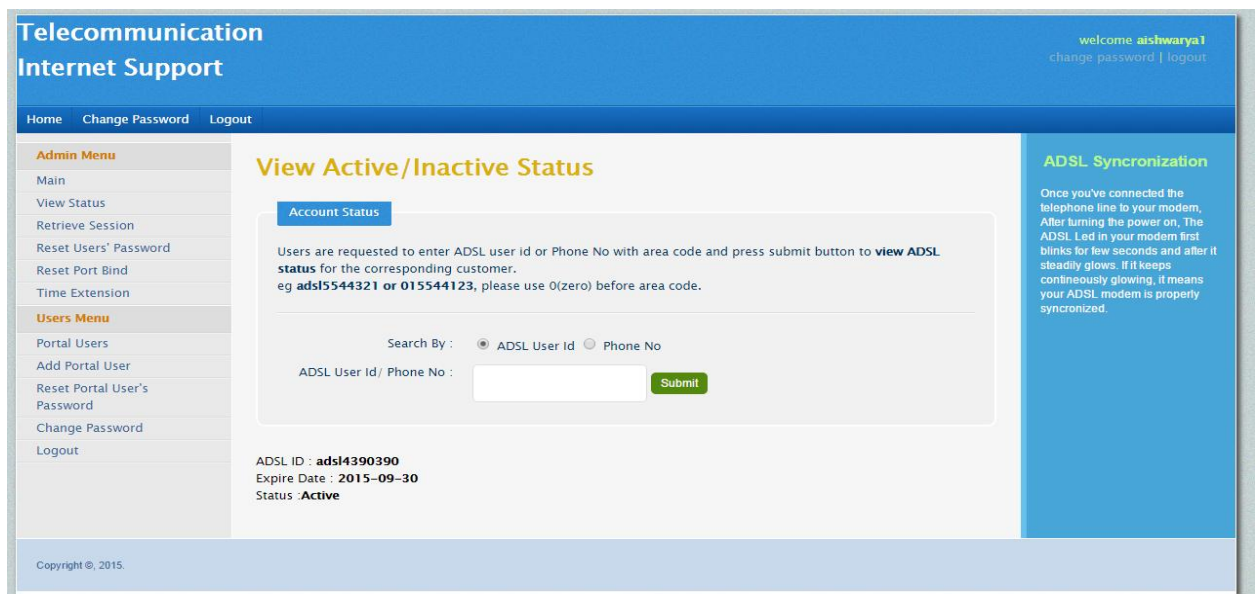 Telecommunication
Internet Support
welcome aishwarya1
change password | logout
Home Change Password Logout
Admin Menu
Main
View Status
Retrieve Session
Reset Users' Password
Reset Port Bind
Time Extension
Users Menu
Portal Users
Add Portal User
Reset Portal User's
Password
Change Password
Logout
View Active/Inactive Status
Account Status
Users are requested to enter ADSL user id or Phone No with area code and press submit button to view ADSL
status for the corresponding customer.
eg adsl5544321 or 015544123, please use 0(zero) before area code.
Search By : ADSL User Id Phone No
ADSL User Id/ Phone No :
Submit
ADSL ID : adsl4390390
Expire Date : 2015-09-30
Status :Active
ADSL Syncronization
Once you've connected the
telephone line to your modem,
After turning the power on, The
ADSL Led in your modem first
blinks for few seconds and after it
steadily glows. If it keeps
contineously glowing, it means
your ADSL modem is properly
syncronized.
Copyright ©, 2015.